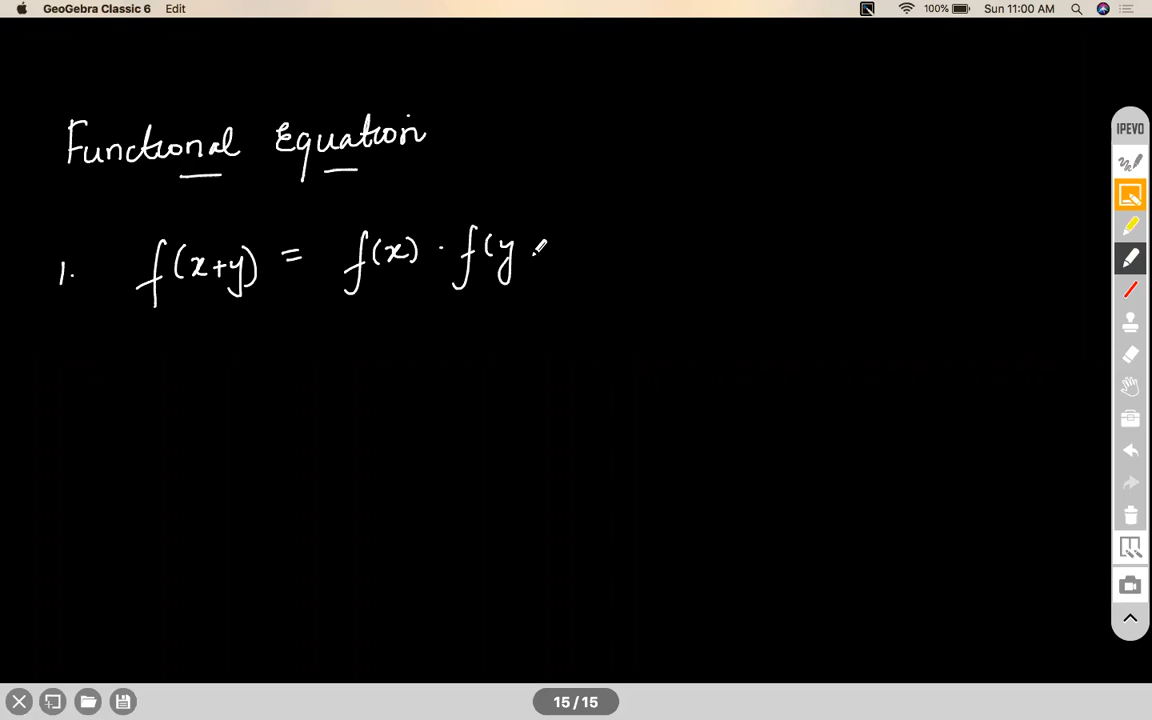 GeoGebra Classic 6 Edit 100% Sun 11:00 AM
IPEVO
Functional Equation
1. f(x+y) = f(x) · f(y
15/15